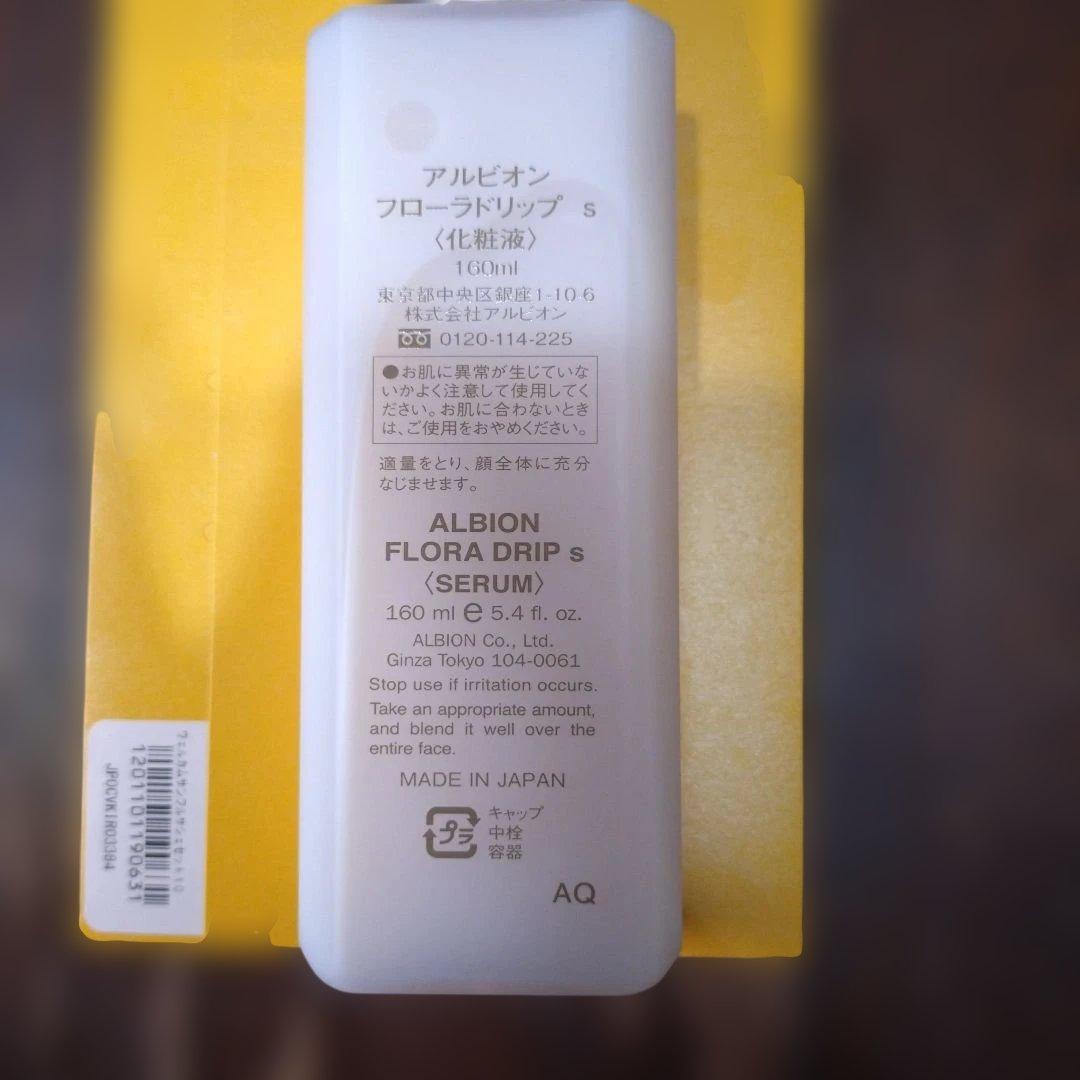 アルビオン
フローラドリップ s
〈化粧液〉
160ml
東京都中央区銀座1-10-6
株式会社アルビオン
0120-114-225
●お肌に異常が生じていな
いかよく注意して使用してく
ださい。お肌に合わないとき
は、ご使用をおやめください。
適量をとり、顔全体に充分
なじませます。
ALBION
FLORA DRIP s
〈SERUM〉
160 ml ℮ 5.4 fl. oz.
ALBION Co., Ltd.
Ginza Tokyo 104-0061
Stop use if irritation occurs.
Take an appropriate amount,
and blend it well over the
entire face.
MADE IN JAPAN
プラ
キャップ
中栓
容器
AQ
1201101190631
JPOCVKIR03384